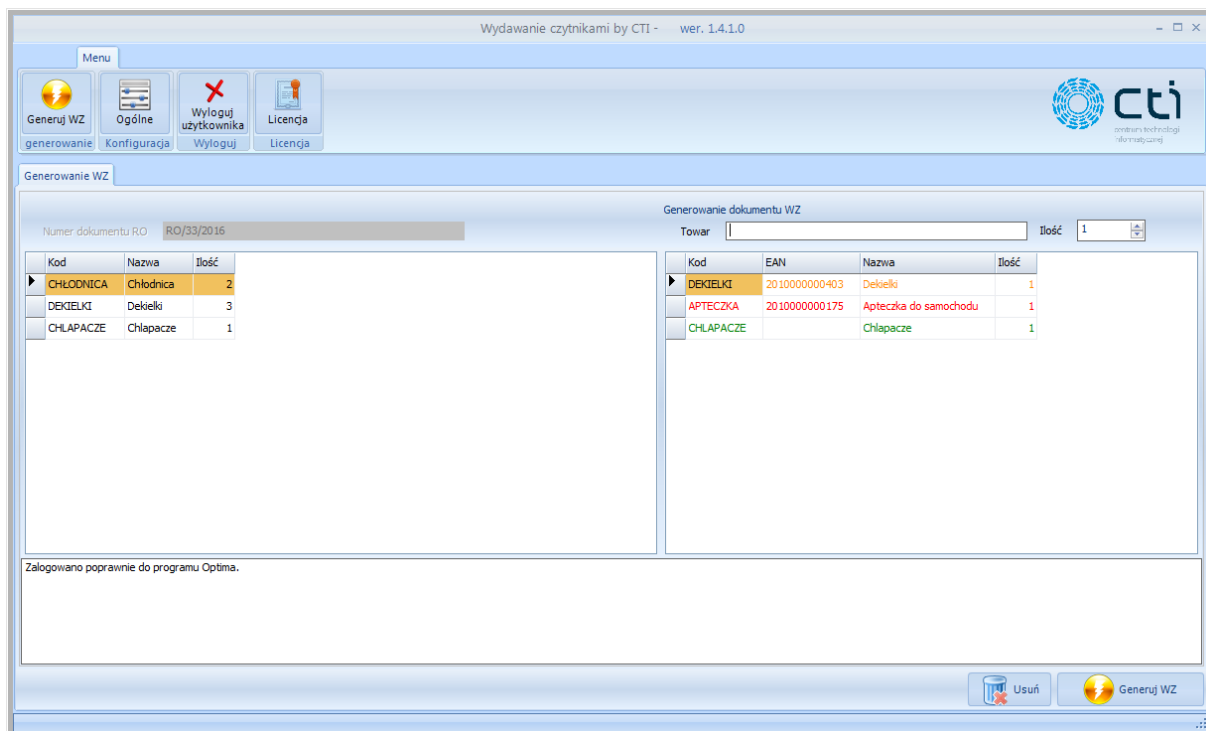 Wydawanie czytnikami by CTI - wer. 1.4.1.0
Menu
Generuj WZ
Ogólne
Wyloguj
użytkownika
Licencja
generowanie
Konfiguracja
Wyloguj
Licencja
cti
centrum technologii
informatycznej
Generowanie WZ
Numer dokumentu RO RO/33/2016
Kod Nazwa Ilość
CHŁODNICA Chłodnica 2
DEKIELKI Dekielki 3
CHLAPACZE Chlapacze 1
Generowanie dokumentu WZ
Towar Ilość 1
Kod EAN Nazwa Ilość
DEKIELKI 2010000000403 Dekielki 1
APTECZKA 2010000000175 Apteczka do samochodu 1
CHLAPACZE Chlapacze 1
Zalogowano poprawnie do programu Optima.
Usuń
Generuj WZ